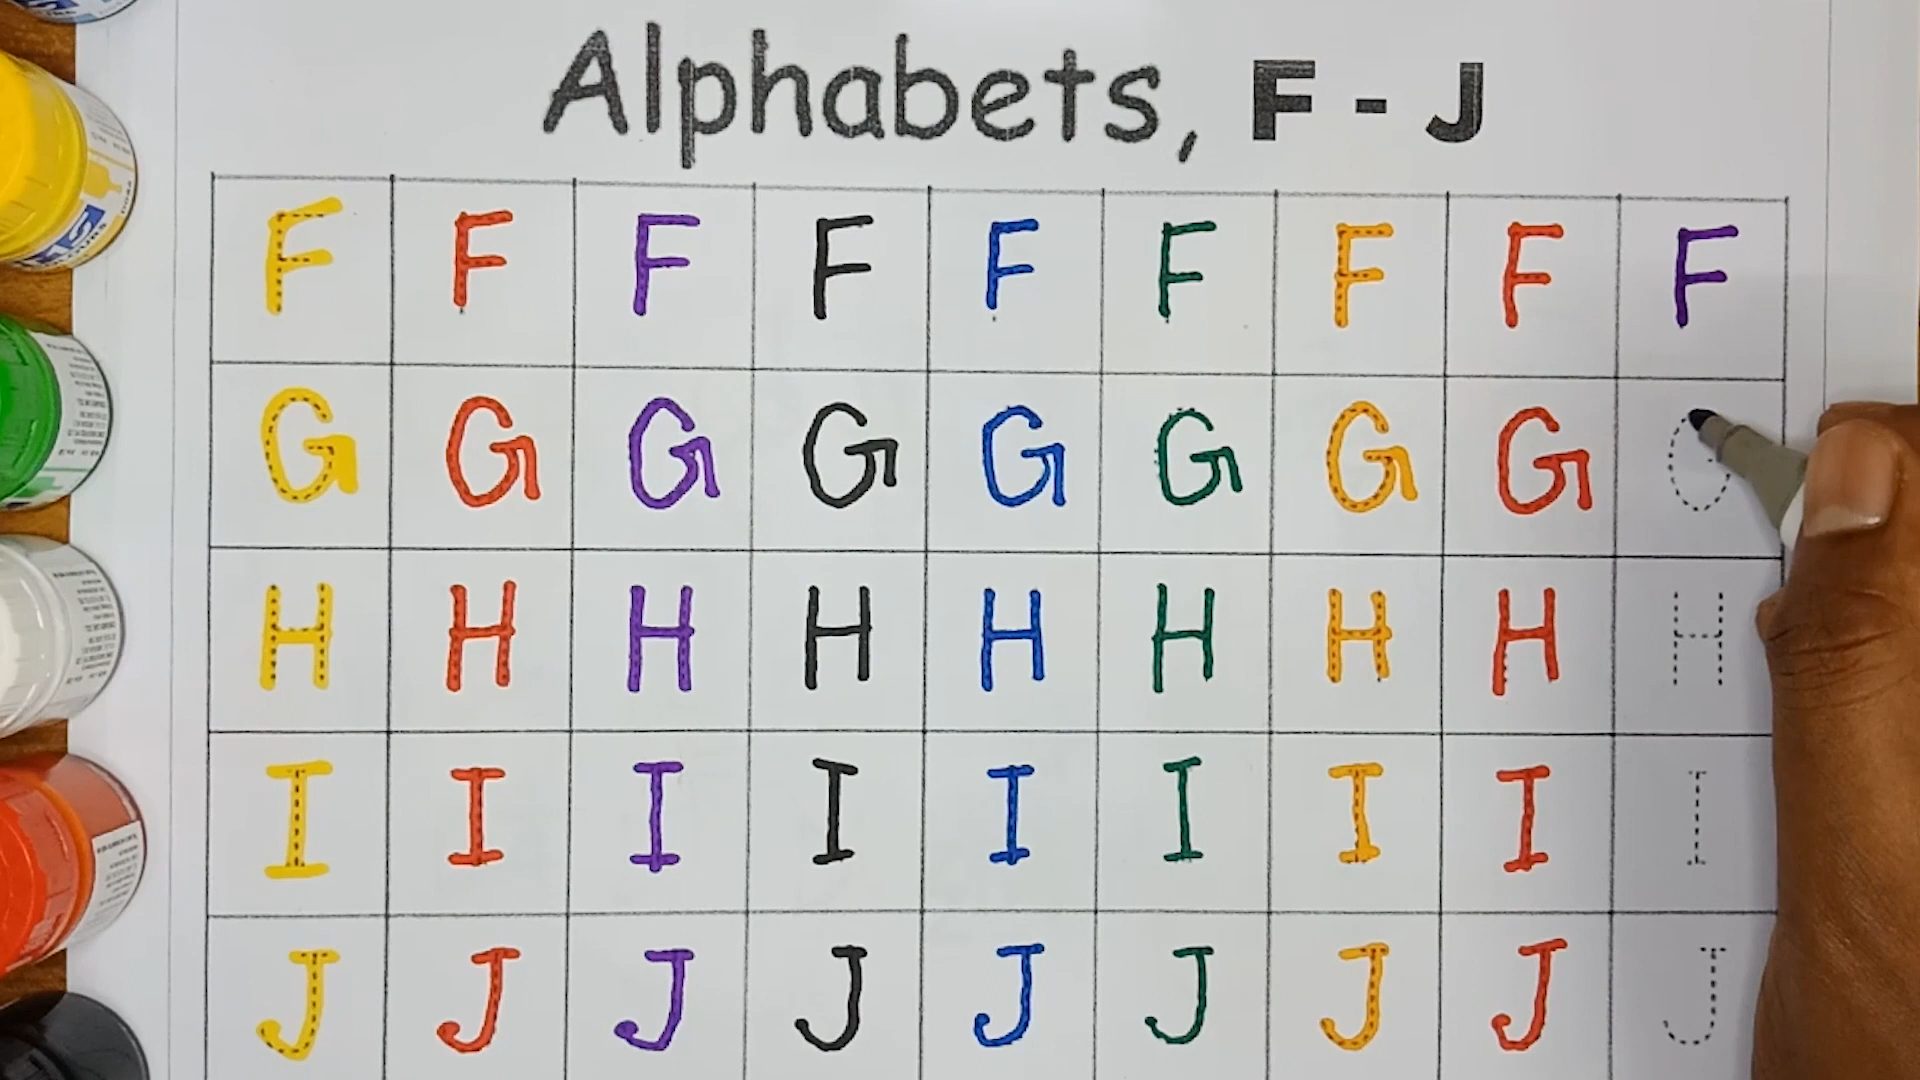 Alphabets, F - J
F F F F F F F F F
G G G G G G G G G
H H H H H H H H H
I I I I I I I I I
J J J J J J J J J